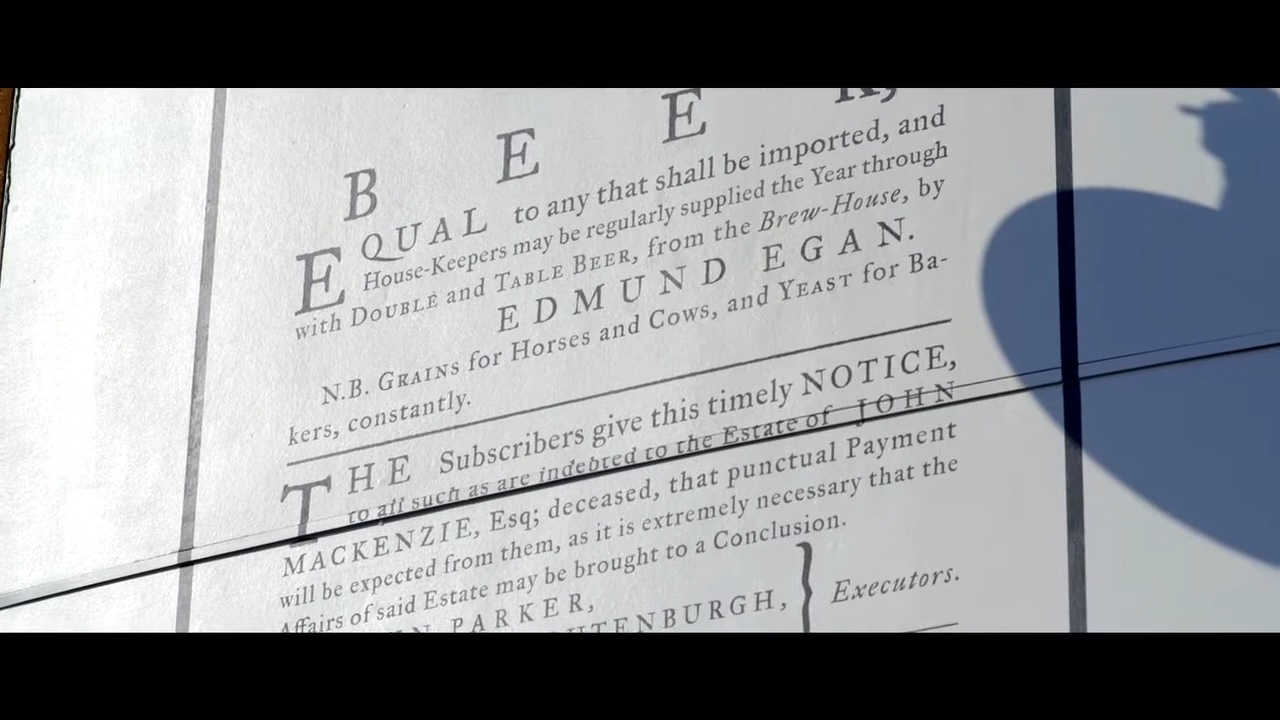 B E E R,
EQUAL to any that shall be imported, and
House-Keepers may be regularly supplied the Year through
with DOUBLE and TABLE BEER, from the Brew-House, by
EDMUND EGAN.
N.B. GRAINS for Horses and Cows, and YEAST for Ba-
kers, constantly.
THE Subscribers give this timely NOTICE,
to all such as are indebted to the Estate of JOHN
MACKENZIE, Esq; deceased, that punctual Payment
will be expected from them, as it is extremely necessary that the
Affairs of said Estate may be brought to a Conclusion.
PARKER,
Executors.